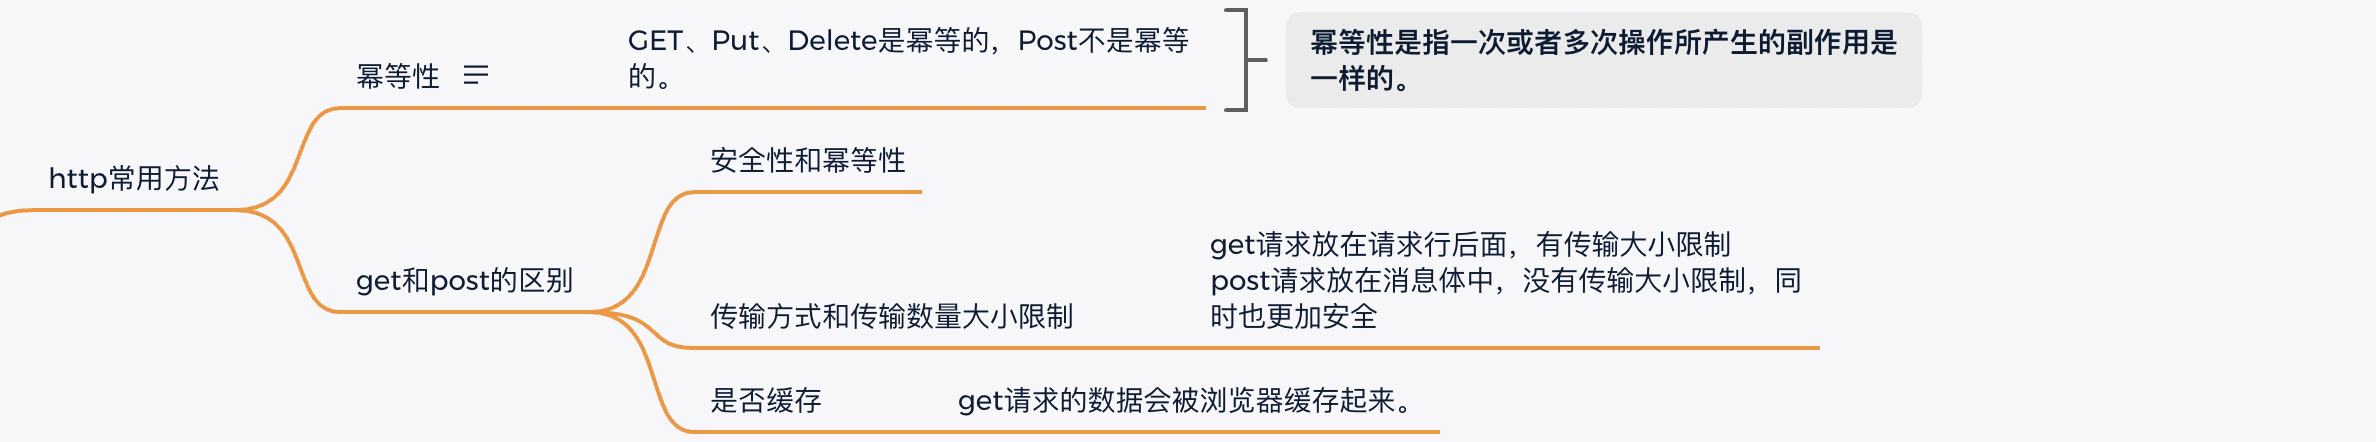 GET、Put、Delete是幂等的，Post不是幂等
的。
幂等性是指一次或者多次操作所产生的副作用是
一样的。
幂等性
安全性和幂等性
http常用方法
get请求放在请求行后面，有传输大小限制
post请求放在消息体中，没有传输大小限制，同
时也更加安全
get和post的区别
传输方式和传输数量大小限制
是否缓存
get请求的数据会被浏览器缓存起来。